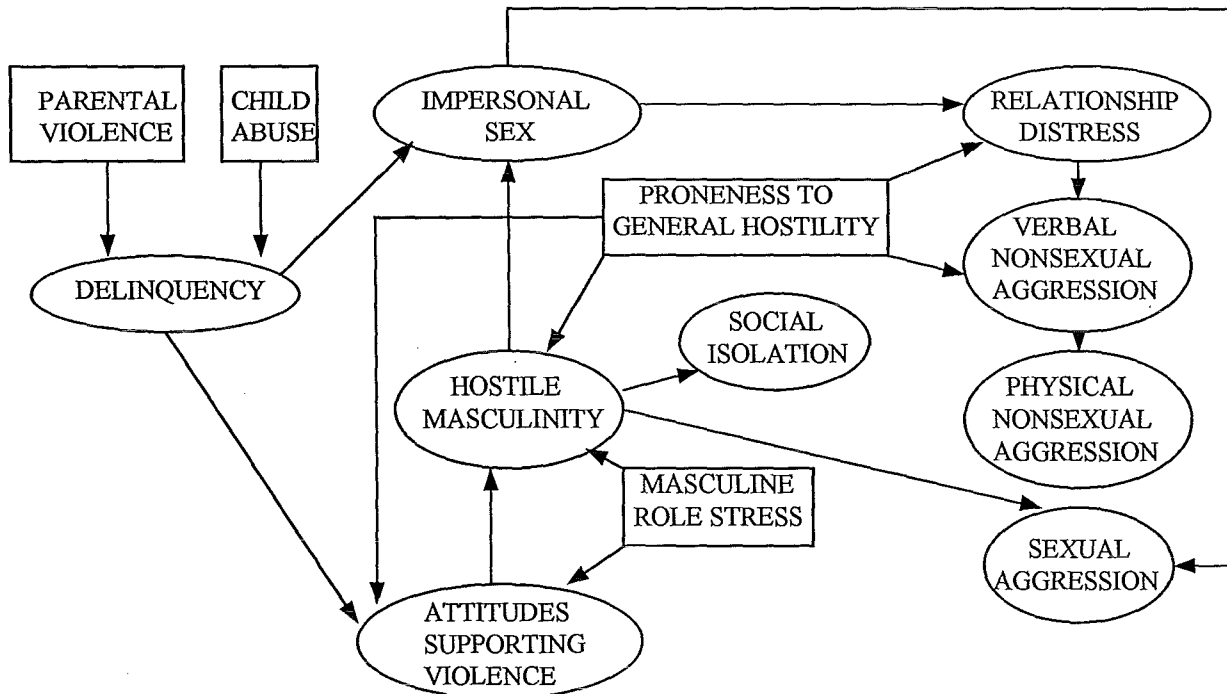 PARENTAL
VIOLENCE
CHILD
ABUSE
IMPERSONAL
SEX
RELATIONSHIP
DISTRESS
PRONENESS TO
GENERAL HOSTILITY
VERBAL
NONSEXUAL
AGGRESSION
DELINQUENCY
SOCIAL
ISOLATION
HOSTILE
MASCULINITY
PHYSICAL
NONSEXUAL
AGGRESSION
MASCULINE
ROLE STRESS
SEXUAL
AGGRESSION
ATTITUDES
SUPPORTING
VIOLENCE